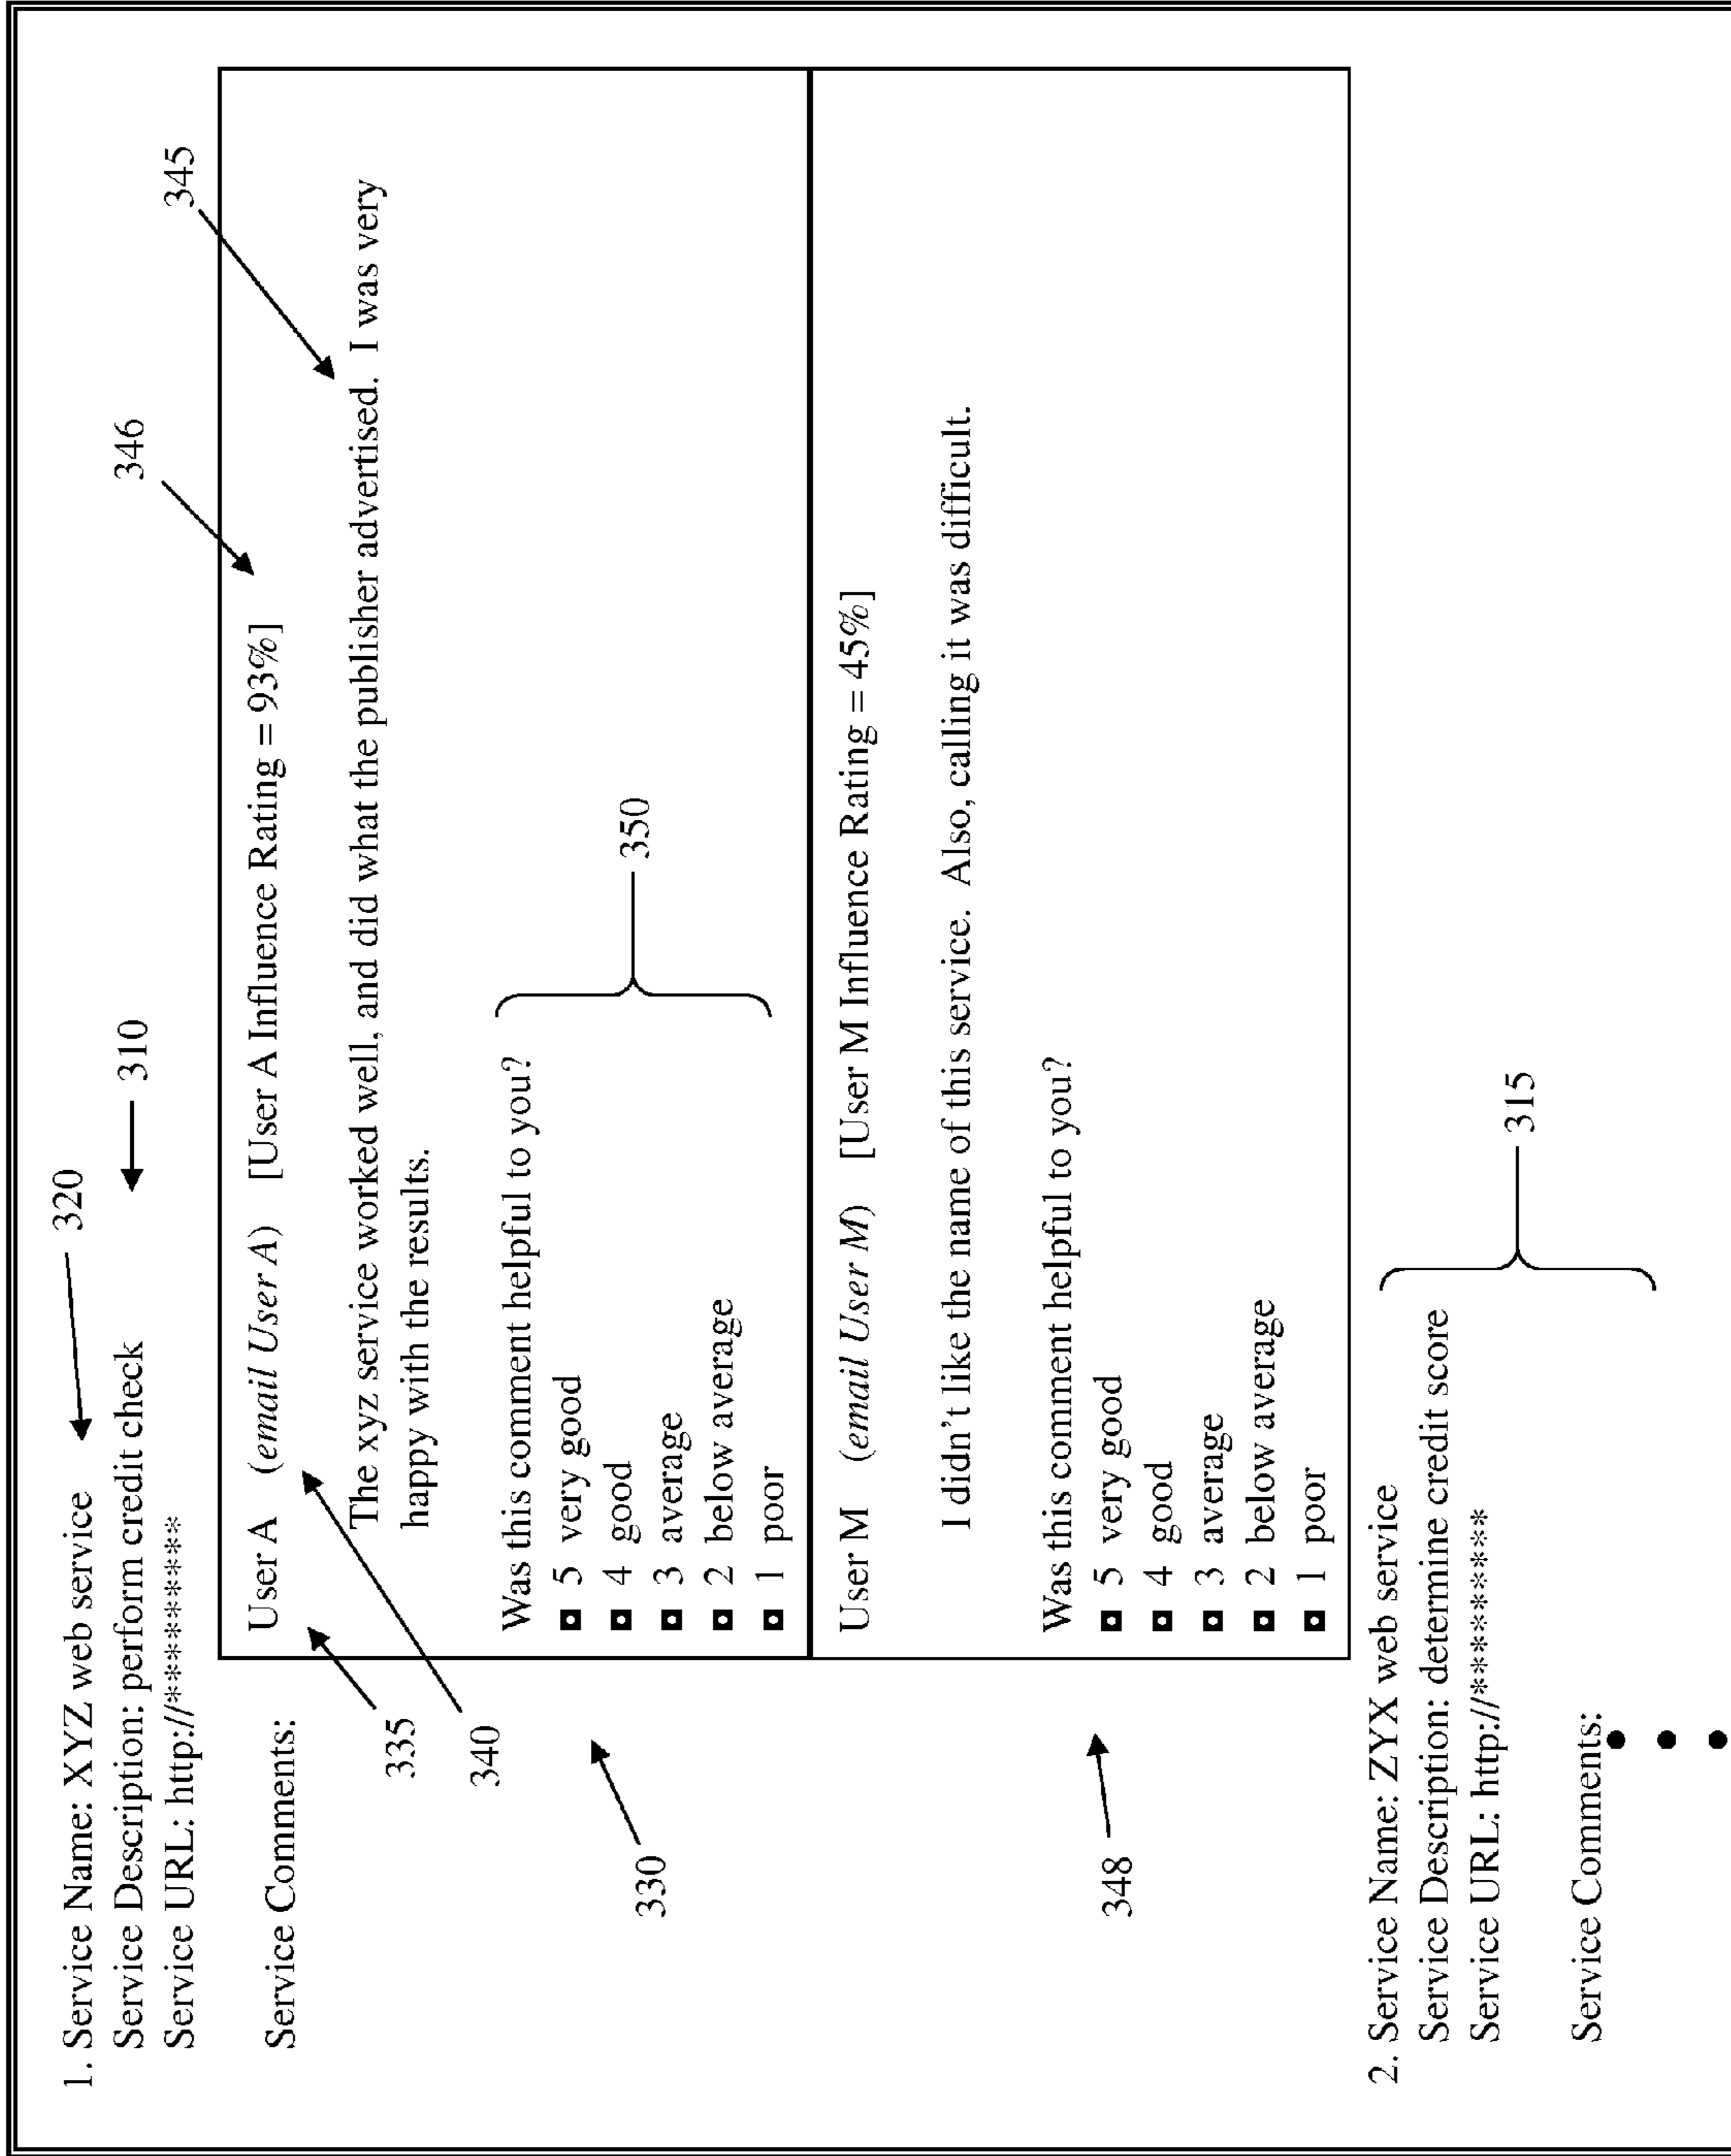 320
1. Service Name: XYZ web service
310
Service Description: perform credit check
346
345
Service URL: http://***********
Service Comments:
User A (email User A) [User A Influence Rating = 93%]
335
The xyz service worked well, and did what the publisher advertised. I was very
happy with the results.
340
Was this comment helpful to you?
5 very good
4 good
350
330
3 average
2 below average
1 poor
User M (email User M) [User M Influence Rating = 45%]
I didn't like the name of this service. Also, calling it was difficult.
Was this comment helpful to you?
348
5 very good
4 good
3 average
2 below average
1 poor
2. Service Name: ZYX web service
Service Description: determine credit score
Service URL: http://***********
315
Service Comments: